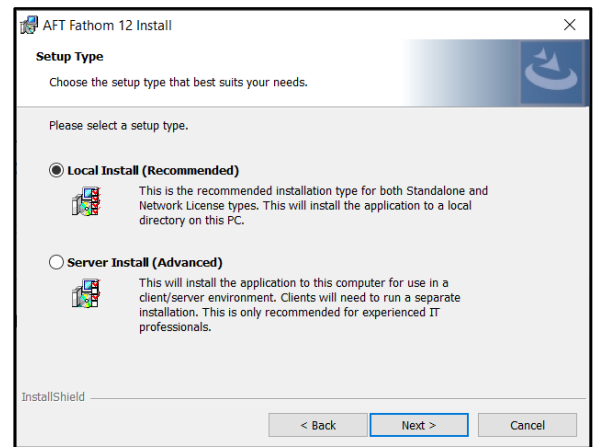 AFT Fathom 12 Install
Setup Type
Choose the setup type that best suits your needs.
Please select a setup type.
Local Install (Recommended)
This is the recommended installation type for both Standalone and
Network License types. This will install the application to a local
directory on this PC.
Server Install (Advanced)
This will install the application to this computer for use in a
client/server environment. Clients will need to run a separate
installation. This is only recommended for experienced IT
professionals.
InstallShield
< Back Next > Cancel